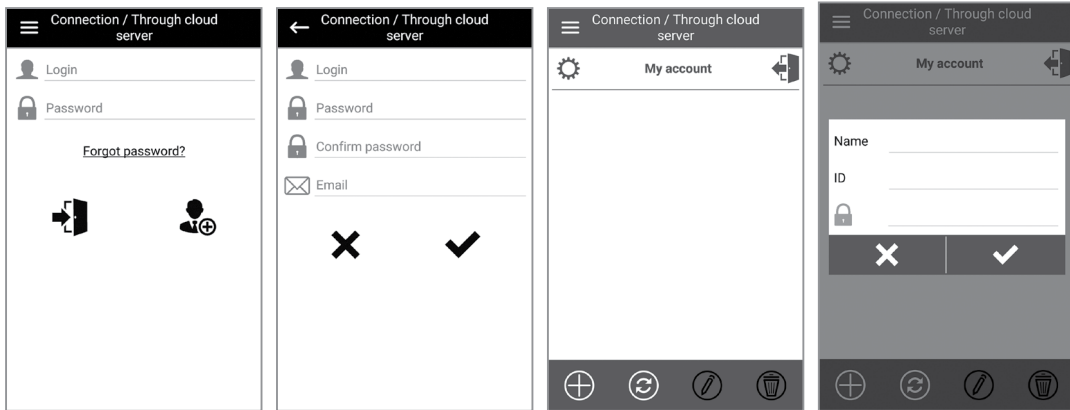 Connection / Through cloud
server
Login
Password
Forgot password?
Connection / Through cloud
server
Login
Password
Confirm password
Email
Connection / Through cloud
server
My account
Connection / Through cloud
server
My account
Name
ID